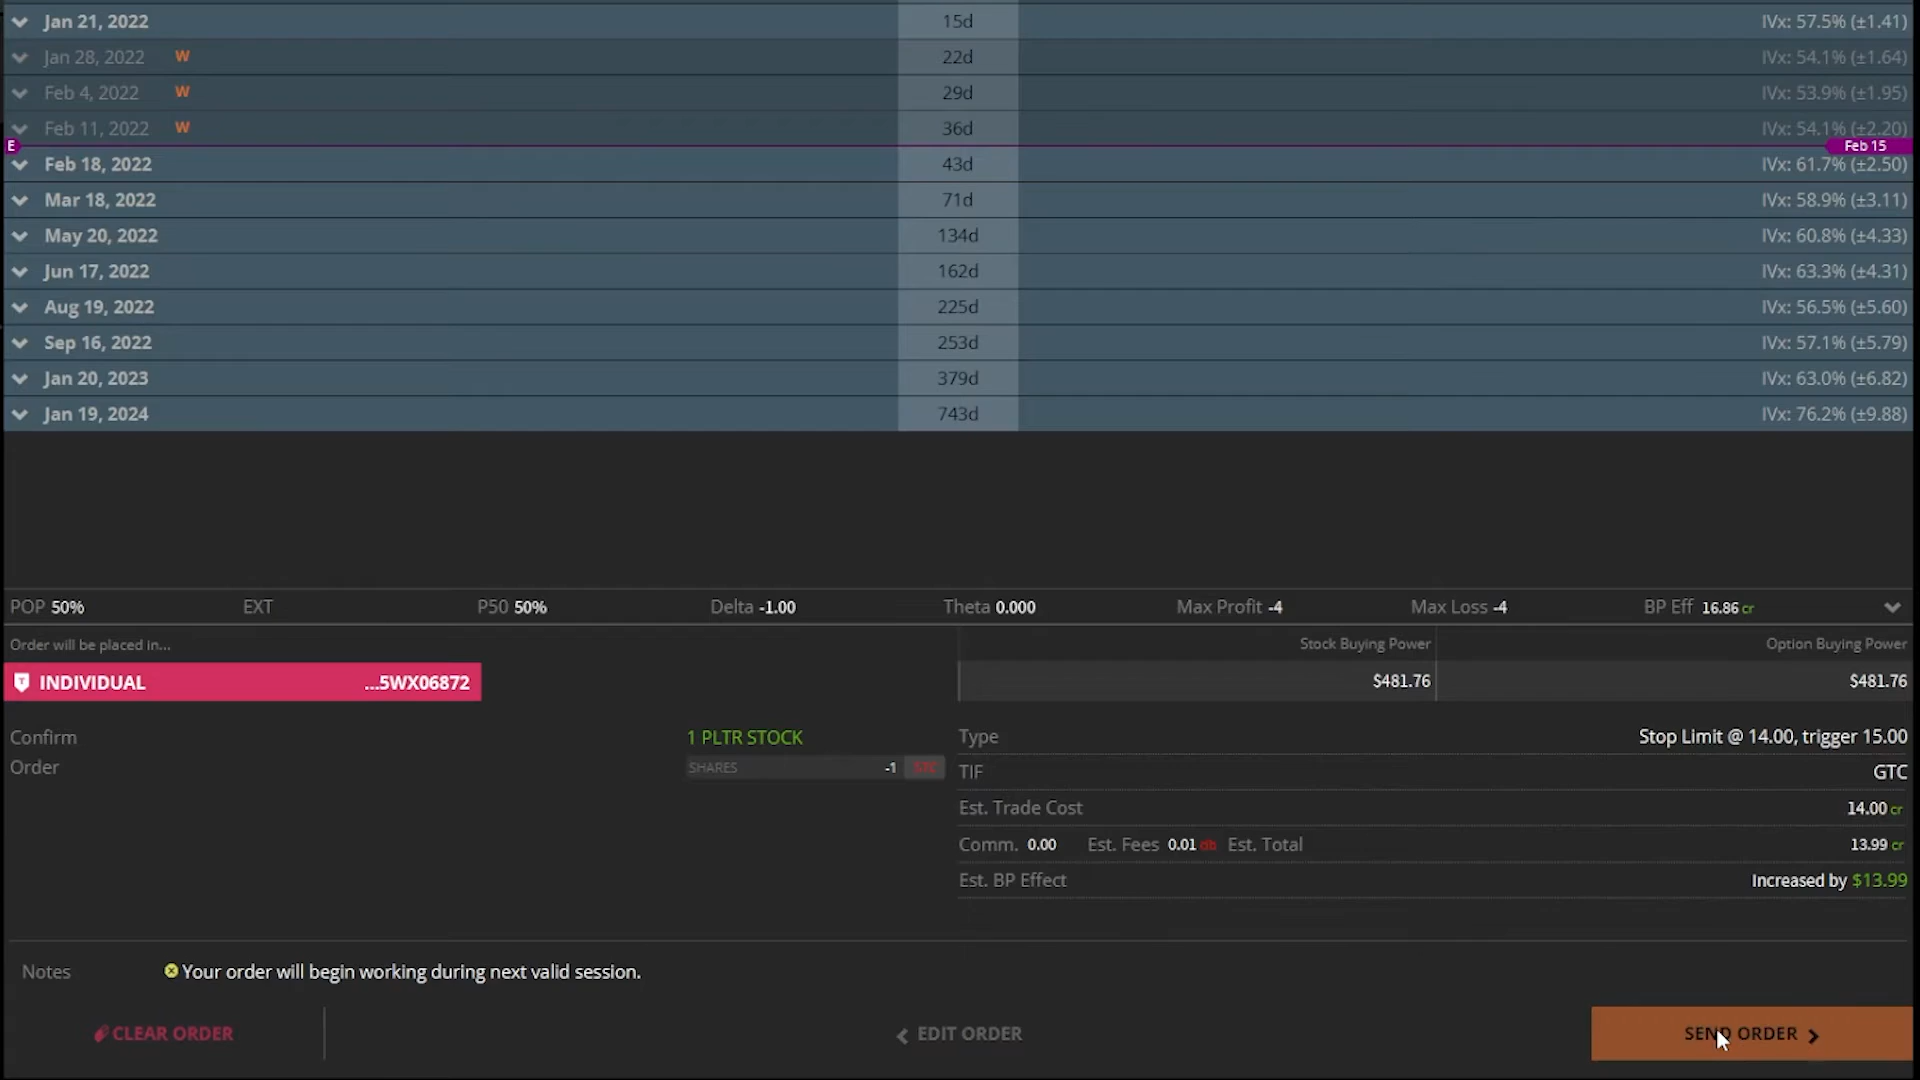 Jan 21, 2022 15d IVx: 57.5% (±1.41)
Jan 28, 2022 W 22d IVx: 54.1% (±1.64)
Feb 4, 2022 W 29d IVx: 53.9% (±1.95)
Feb 11, 2022 W 36d IVx: 54.1% (±2.20)
E Feb 15
Feb 18, 2022 43d IVx: 61.7% (±2.50)
Mar 18, 2022 71d IVx: 58.9% (±3.11)
May 20, 2022 134d IVx: 60.8% (±4.33)
Jun 17, 2022 162d IVx: 63.3% (±4.31)
Aug 19, 2022 225d IVx: 56.5% (±5.60)
Sep 16, 2022 253d IVx: 57.1% (±5.79)
Jan 20, 2023 379d IVx: 63.0% (±6.82)
Jan 19, 2024 743d IVx: 76.2% (±9.88)
POP 50% EXT P50 50% Delta -1.00 Theta 0.000 Max Profit -4 Max Loss -4 BP Eff 16.86 cr
Order will be placed in... Stock Buying Power Option Buying Power
INDIVIDUAL ...5WX06872 $481.76 $481.76
Confirm 1 PLTR STOCK Type Stop Limit @ 14.00, trigger 15.00
Order SHARES -1 STC TIF GTC
Est. Trade Cost 14.00 cr
Comm. 0.00 Est. Fees 0.01 db Est. Total 13.99 cr
Est. BP Effect Increased by $13.99
Notes Your order will begin working during next valid session.
CLEAR ORDER EDIT ORDER SEND ORDER